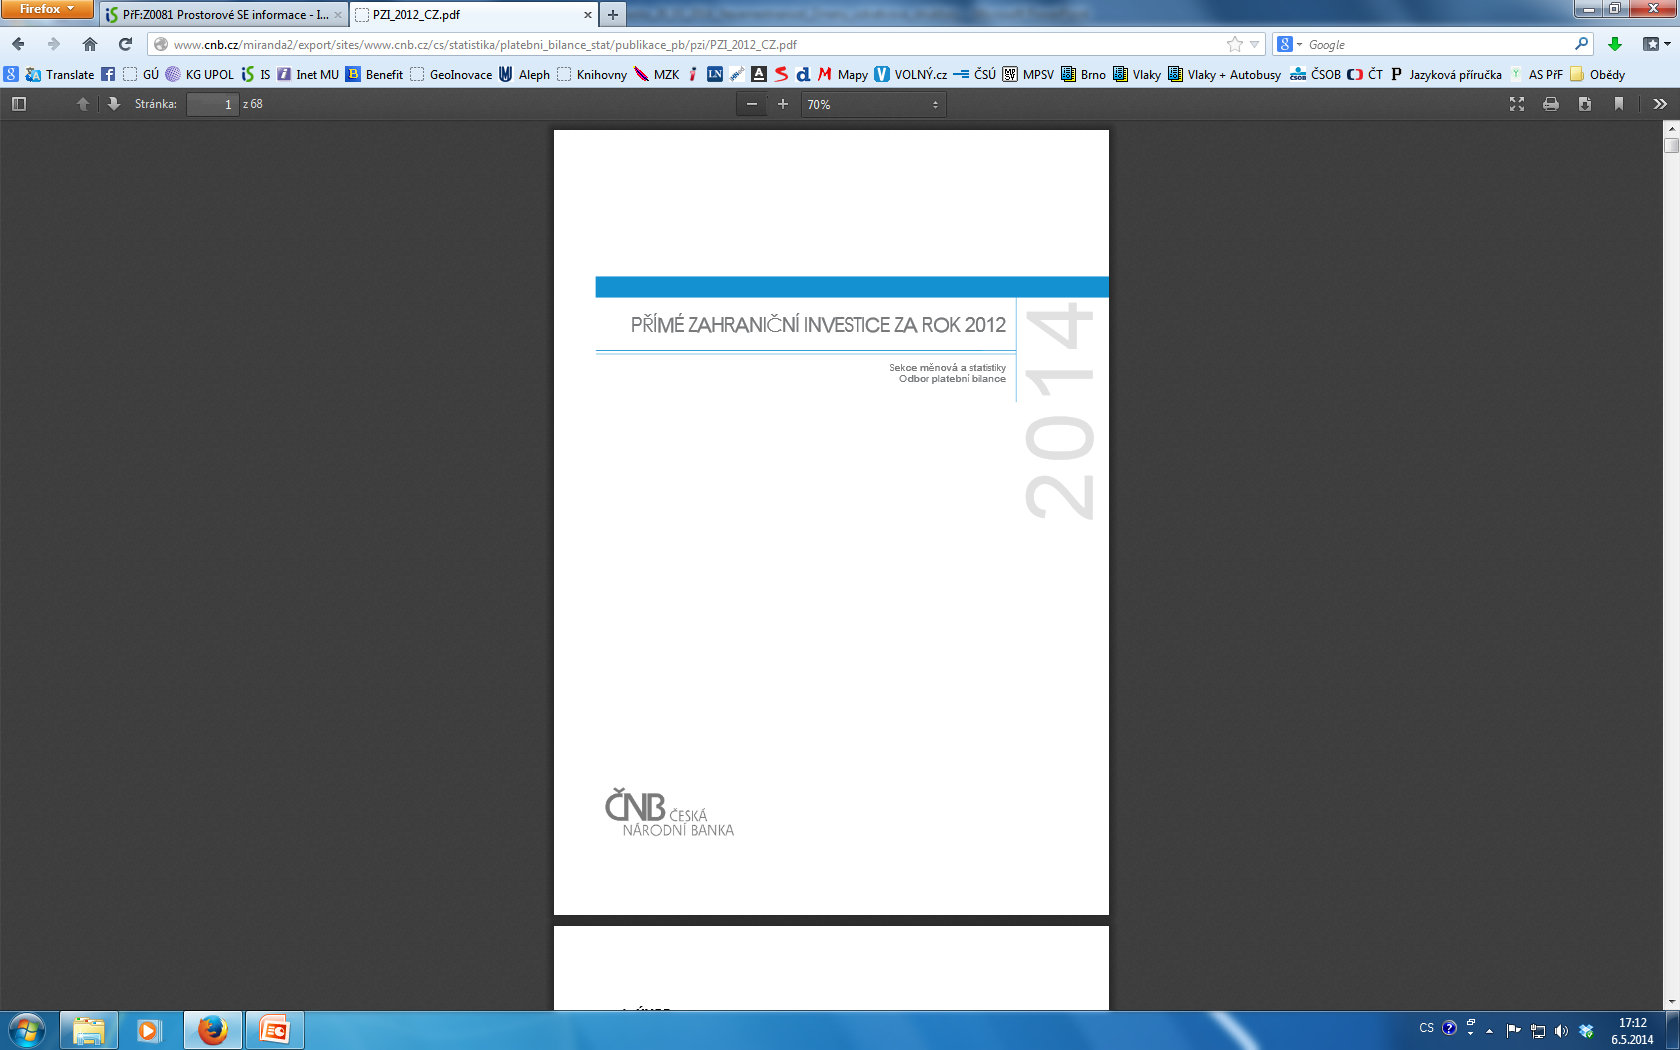 Firefox
PřF:Z0081 Prostorové SE informace - I...
PZI_2012_CZ.pdf
www.cnb.cz/miranda2/export/sites/www.cnb.cz/cs/statistika/platebni_bilance_stat/publikace_pb/pzi/PZI_2012_CZ.pdf
Google
Translate GÚ KG UPOL IS Inet MU Benefit GeoInovace Aleph Knihovny MZK LN Mapy VOLNÝ.cz ČSÚ MPSV Brno Vlaky Vlaky + Autobusy ČSOB ČT Jazyková příručka AS PřF Obědy
Stránka: 1 z 68
70%
PŘÍMÉ ZAHRANIČNÍ INVESTICE ZA ROK 2012
Sekce měnová a statistiky
Odbor platební bilance
2014
ČNB ČESKÁ
NÁRODNÍ BANKA
CS
17:12
6.5.2014